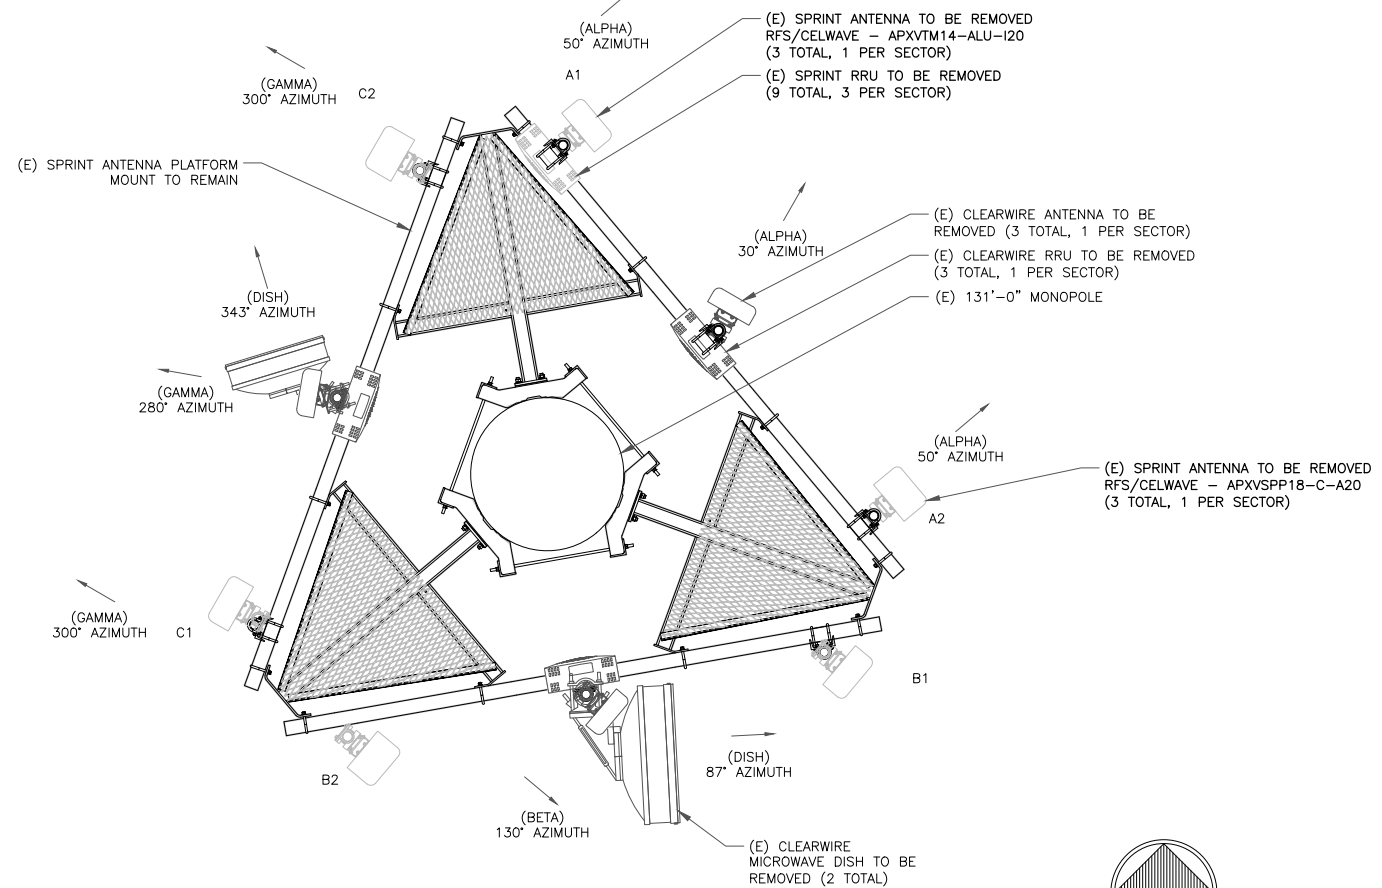 (ALPHA)
50° AZIMUTH
A1
(E) SPRINT ANTENNA TO BE REMOVED
RFS/CELWAVE – APXVTM14-ALU-I20
(3 TOTAL, 1 PER SECTOR)
(E) SPRINT RRU TO BE REMOVED
(9 TOTAL, 3 PER SECTOR)
(GAMMA)
300° AZIMUTH
C2
(E) SPRINT ANTENNA PLATFORM
MOUNT TO REMAIN
(ALPHA)
30° AZIMUTH
(E) CLEARWIRE ANTENNA TO BE
REMOVED (3 TOTAL, 1 PER SECTOR)
(E) CLEARWIRE RRU TO BE REMOVED
(3 TOTAL, 1 PER SECTOR)
(E) 131'-0" MONOPOLE
(DISH)
343° AZIMUTH
(GAMMA)
280° AZIMUTH
(ALPHA)
50° AZIMUTH
(E) SPRINT ANTENNA TO BE REMOVED
RFS/CELWAVE – APXVSPP18-C-A20
(3 TOTAL, 1 PER SECTOR)
A2
(GAMMA)
300° AZIMUTH
C1
B1
B2
(DISH)
87° AZIMUTH
(BETA)
130° AZIMUTH
(E) CLEARWIRE
MICROWAVE DISH TO BE
REMOVED (2 TOTAL)